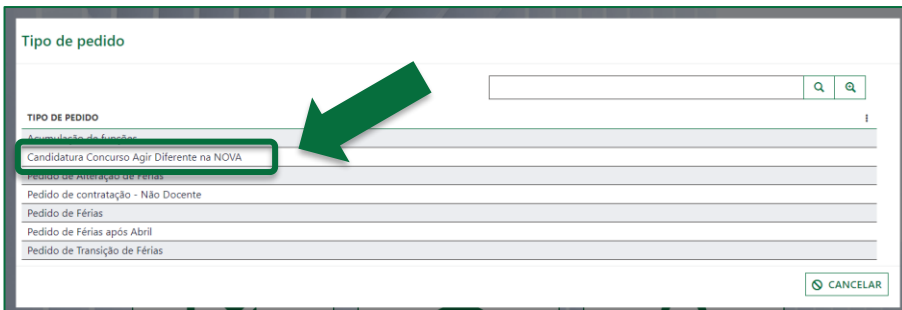 Tipo de pedido
TIPO DE PEDIDO
Acumulação de funções
Candidatura Concurso Agir Diferente na NOVA
Pedido de Alteração de Férias
Pedido de contratação - Não Docente
Pedido de Férias
Pedido de Férias após Abril
Pedido de Transição de Férias
CANCELAR